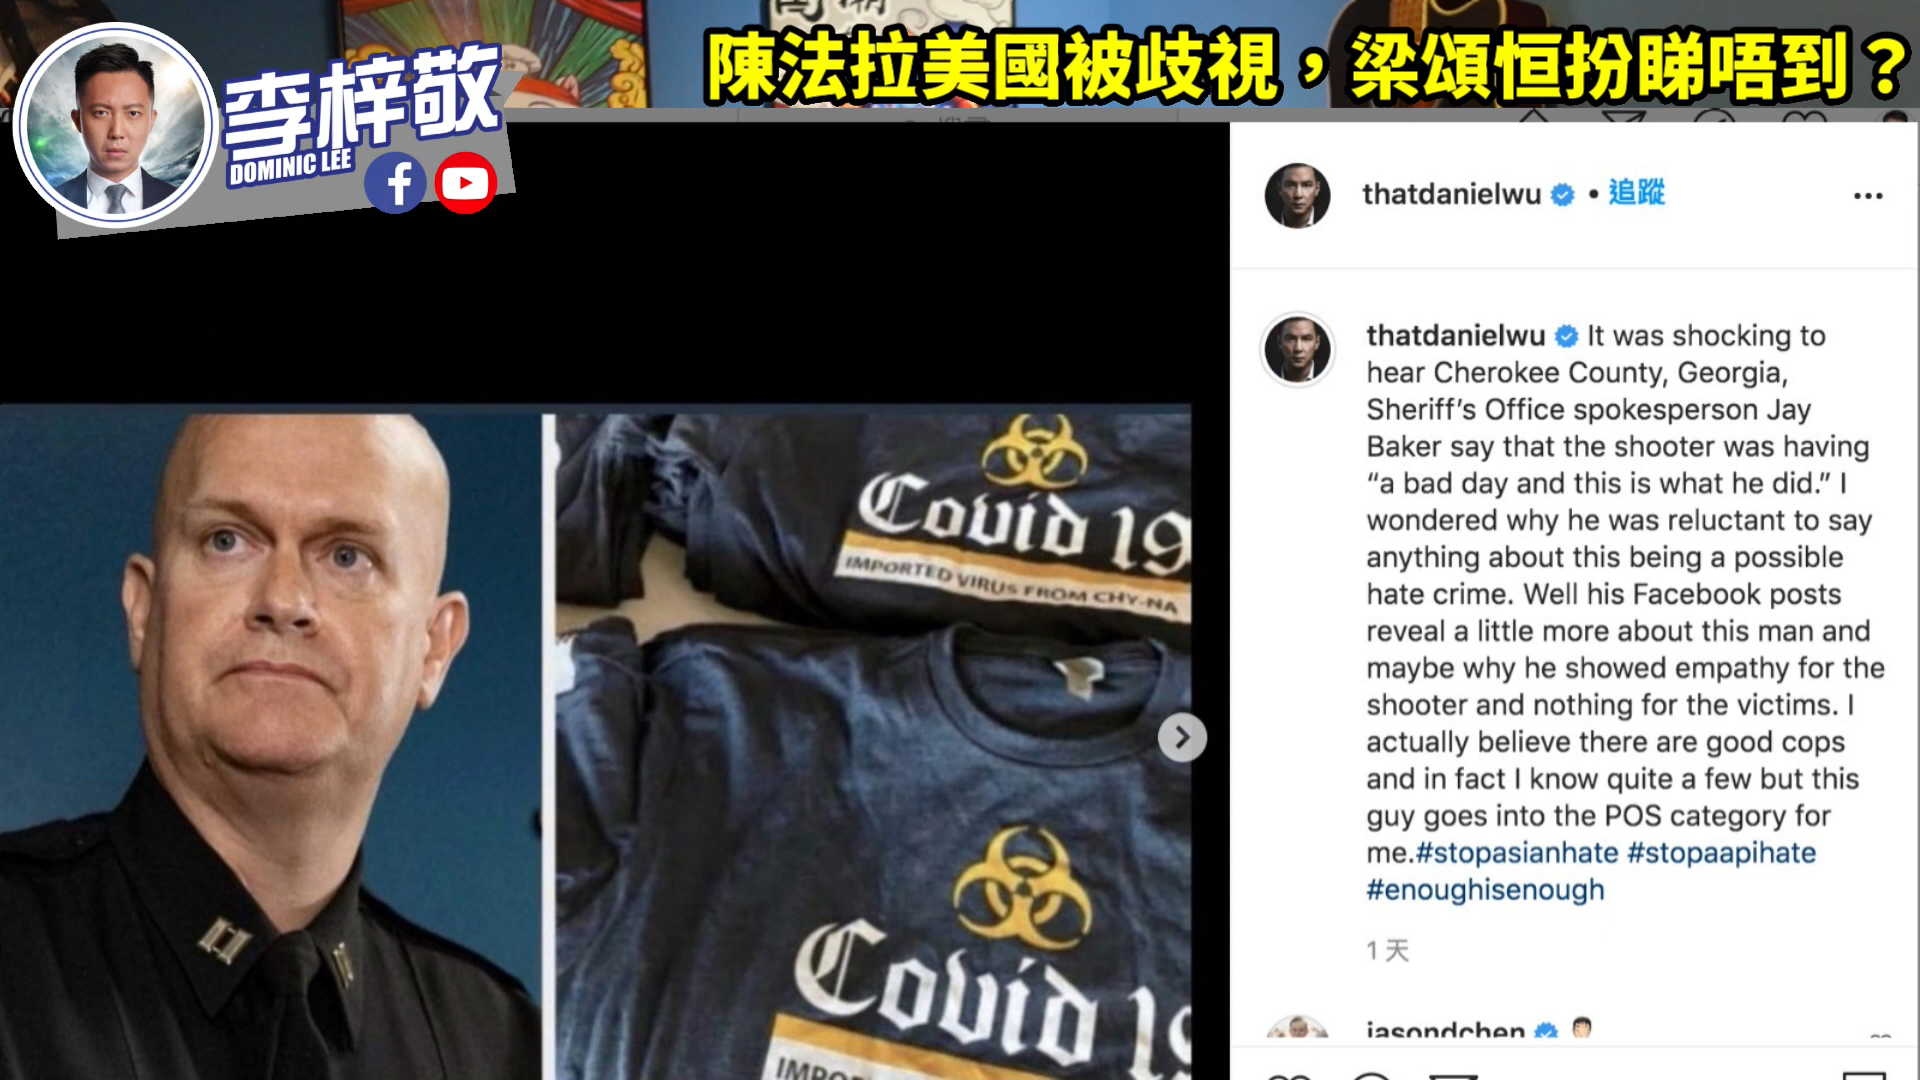 陳法拉美國被歧視，梁頌恒扮睇唔到？
李梓敬
DOMINIC LEE
thatdanielwu • 追蹤
thatdanielwu It was shocking to
hear Cherokee County, Georgia,
Sheriff’s Office spokesperson Jay
Baker say that the shooter was having
“a bad day and this is what he did.” I
wondered why he was reluctant to say
anything about this being a possible
hate crime. Well his Facebook posts
reveal a little more about this man and
maybe why he showed empathy for the
shooter and nothing for the victims. I
actually believe there are good cops
and in fact I know quite a few but this
guy goes into the POS category for
me.#stopasianhate #stopaapihate
#enoughisenough
1 天
jasondchen
Covid 19
IMPORTED VIRUS FROM CHY-NA
Covid 19